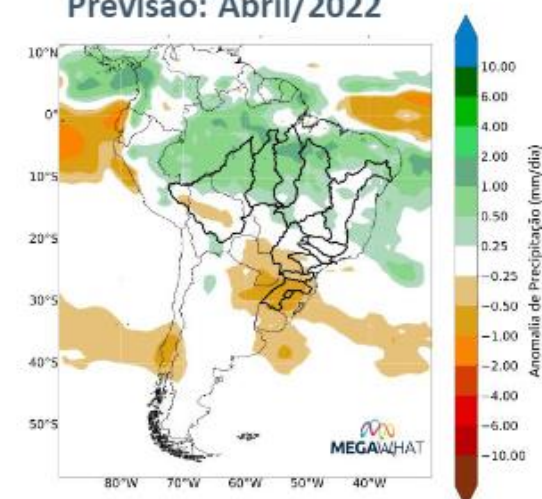 Previsão: Abril/2022
10°N
0°
10°S
20°S
30°S
40°S
50°S
80°W 70°W 60°W 50°W 40°W
MEGAWHAT
10.00
6.00
4.00
2.00
1.00
0.50
0.25
−0.25
−0.50
−1.00
−2.00
−4.00
−6.00
−10.00
Anomalia de Precipitação (mm/dia)